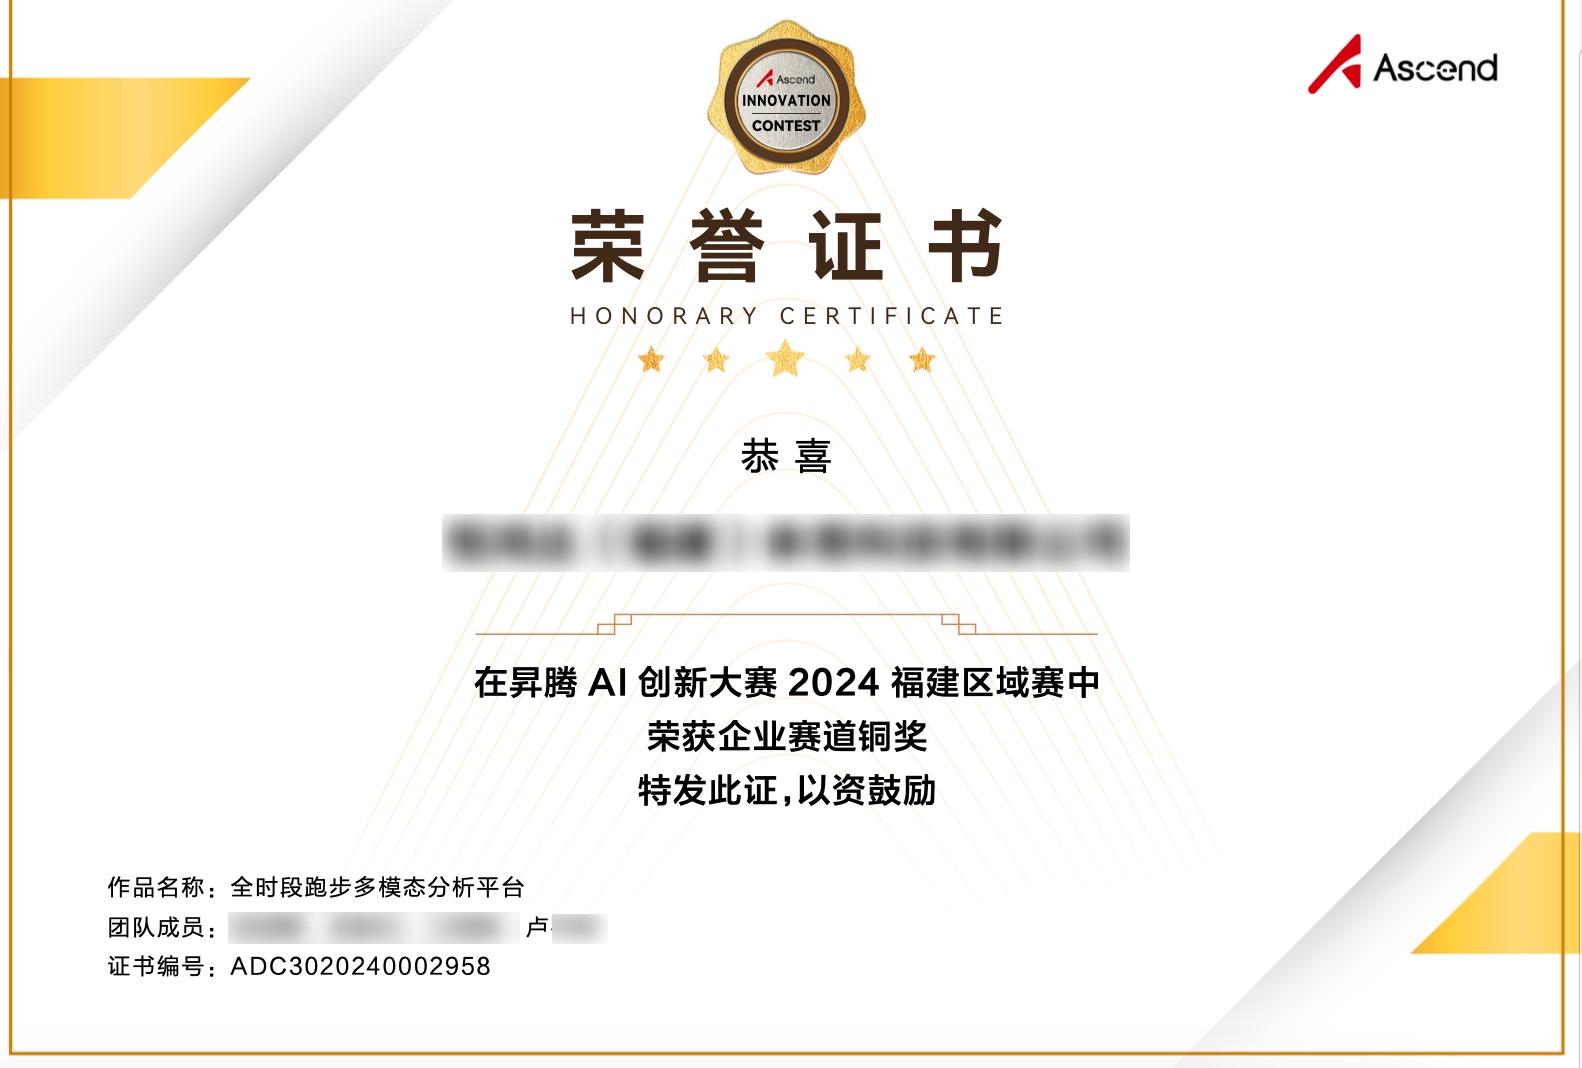 Ascend
INNOVATION
CONTEST
Ascend
荣誉证书
HONORARY CERTIFICATE
恭喜
在昇腾 AI 创新大赛 2024 福建区域赛中
荣获企业赛道铜奖
特发此证,以资鼓励
作品名称：全时段跑步多模态分析平台
团队成员： 卢
证书编号：ADC3020240002958